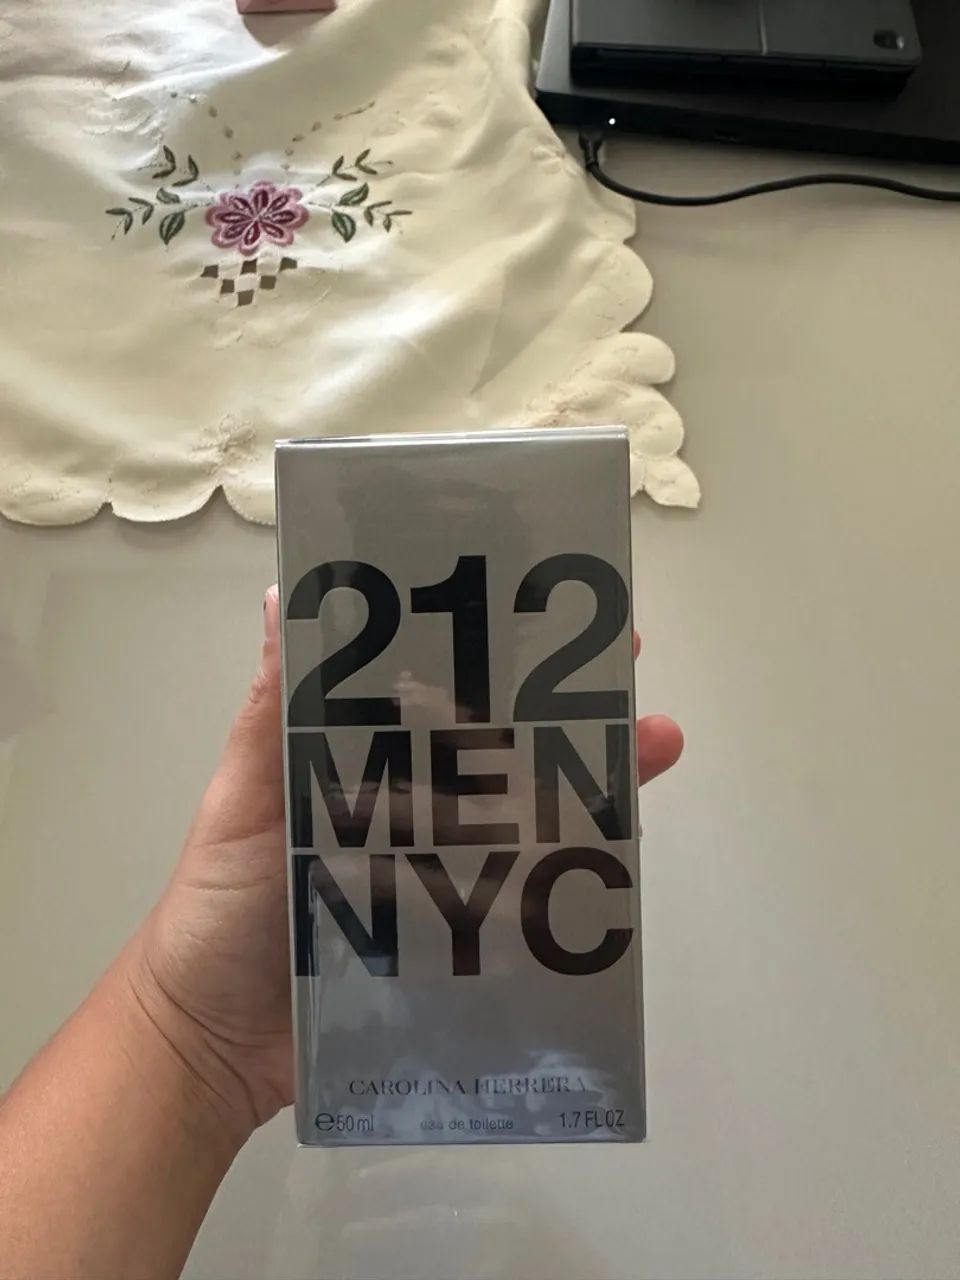 212
MEN
NYC
CAROLINA HERRERA
℮50ml eau de toilette 1.7 FL OZ